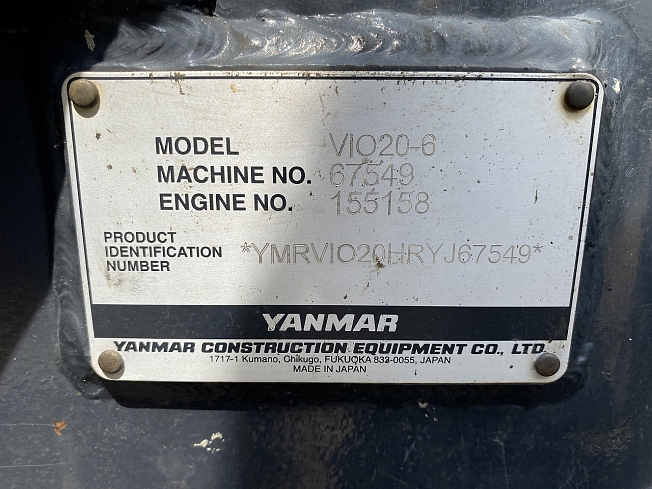 MODEL VIO20-6
MACHINE NO. 67549
ENGINE NO. 155158
PRODUCT
IDENTIFICATION
NUMBER
*YMRVIO20HRYJ67549*
YANMAR
YANMAR CONSTRUCTION EQUIPMENT CO., LTD.
1717-1 Kumano, Chikugo, FUKUOKA 833-0055, JAPAN
MADE IN JAPAN